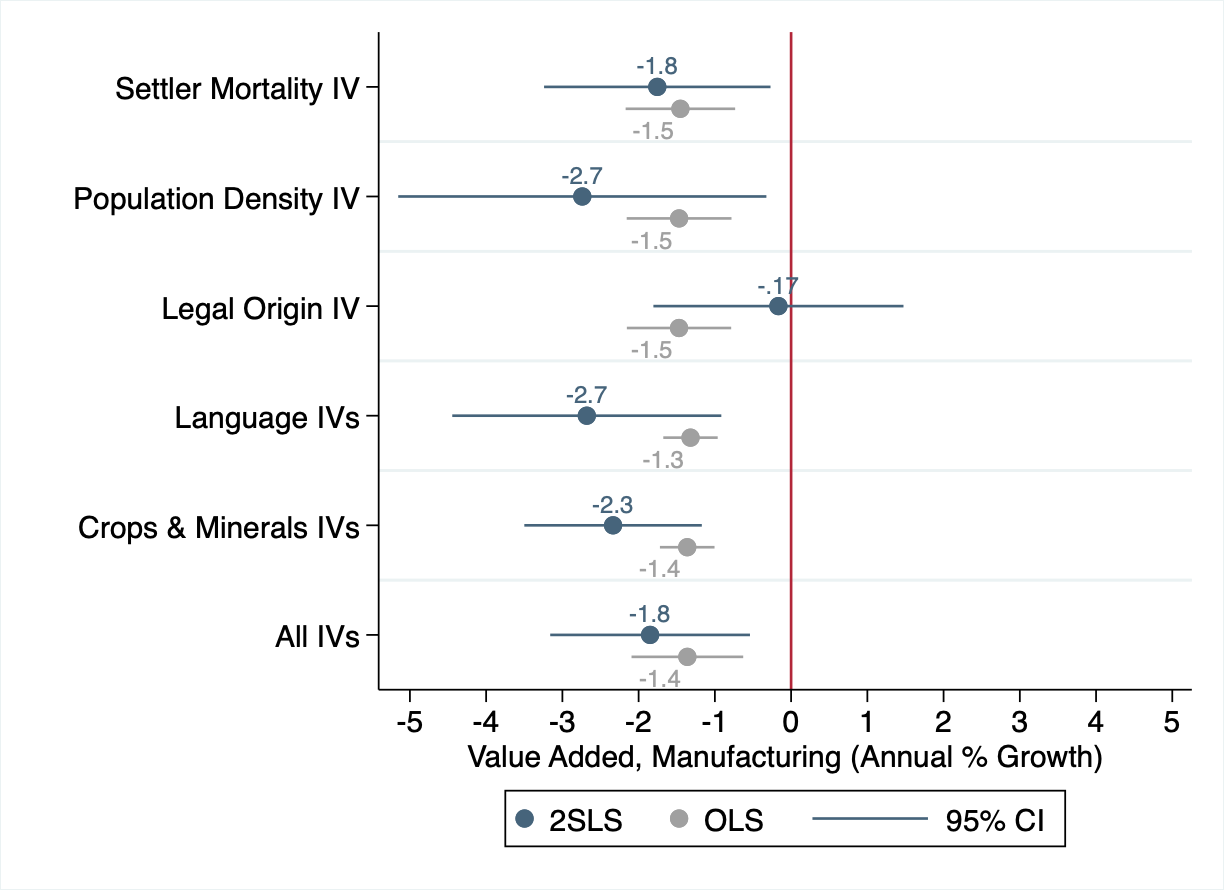 -1.8
Settler Mortality IV
-1.5
-2.7
Population Density IV
-1.5
-.17
Legal Origin IV
-1.5
-2.7
Language IVs
-1.3
-2.3
Crops & Minerals IVs
-1.4
-1.8
All IVs
-1.4
-5 -4 -3 -2 -1 0 1 2 3 4 5
Value Added, Manufacturing (Annual % Growth)
2SLS OLS 95% CI